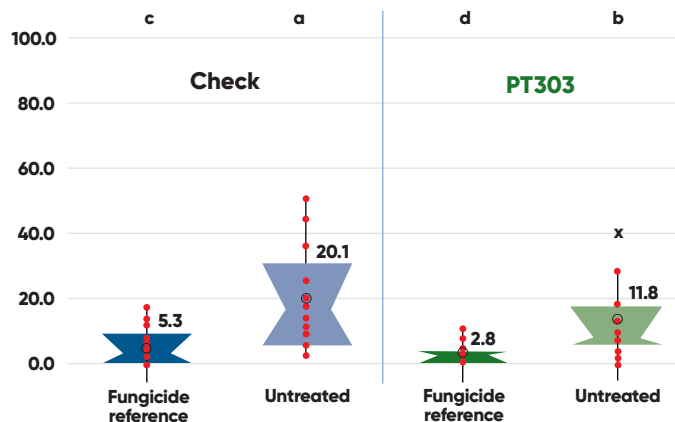 c a d b
100.0
Check PT303
80.0
60.0
40.0 x
20.1
20.0
5.3 2.8 11.8
0.0
Fungicide reference
Untreated
Fungicide reference
Untreated